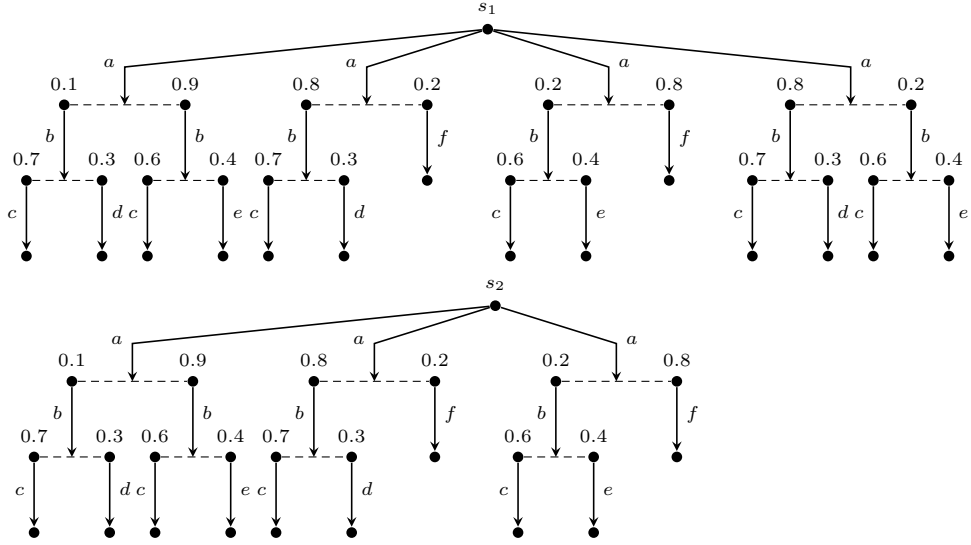 s1
a a a a
0.1 0.9 0.8 0.2 0.2 0.8 0.8 0.2
b b b f b f b b
0.7 0.3 0.6 0.4 0.7 0.3 0.6 0.4 0.7 0.3 0.6 0.4
c d c e c d c e c d c e
s2
a a a
0.1 0.9 0.8 0.2 0.2 0.8
b b b f b f
0.7 0.3 0.6 0.4 0.7 0.3 0.6 0.4
c d c e c d c e